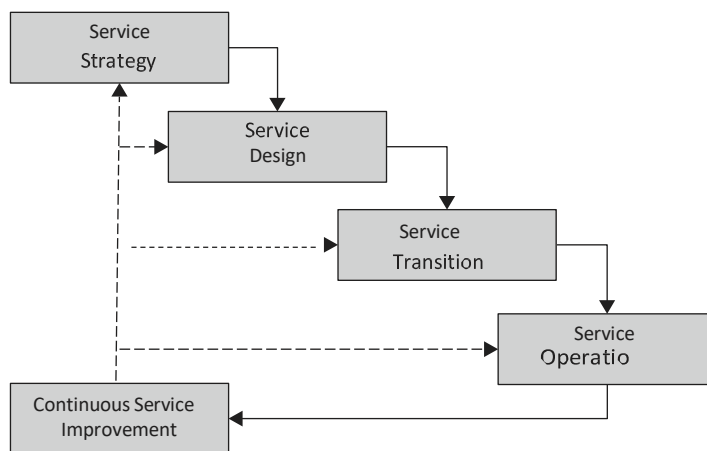 Service
Strategy
Service
Design
Service
Transition
Service
Operatio
Continuous Service
Improvement